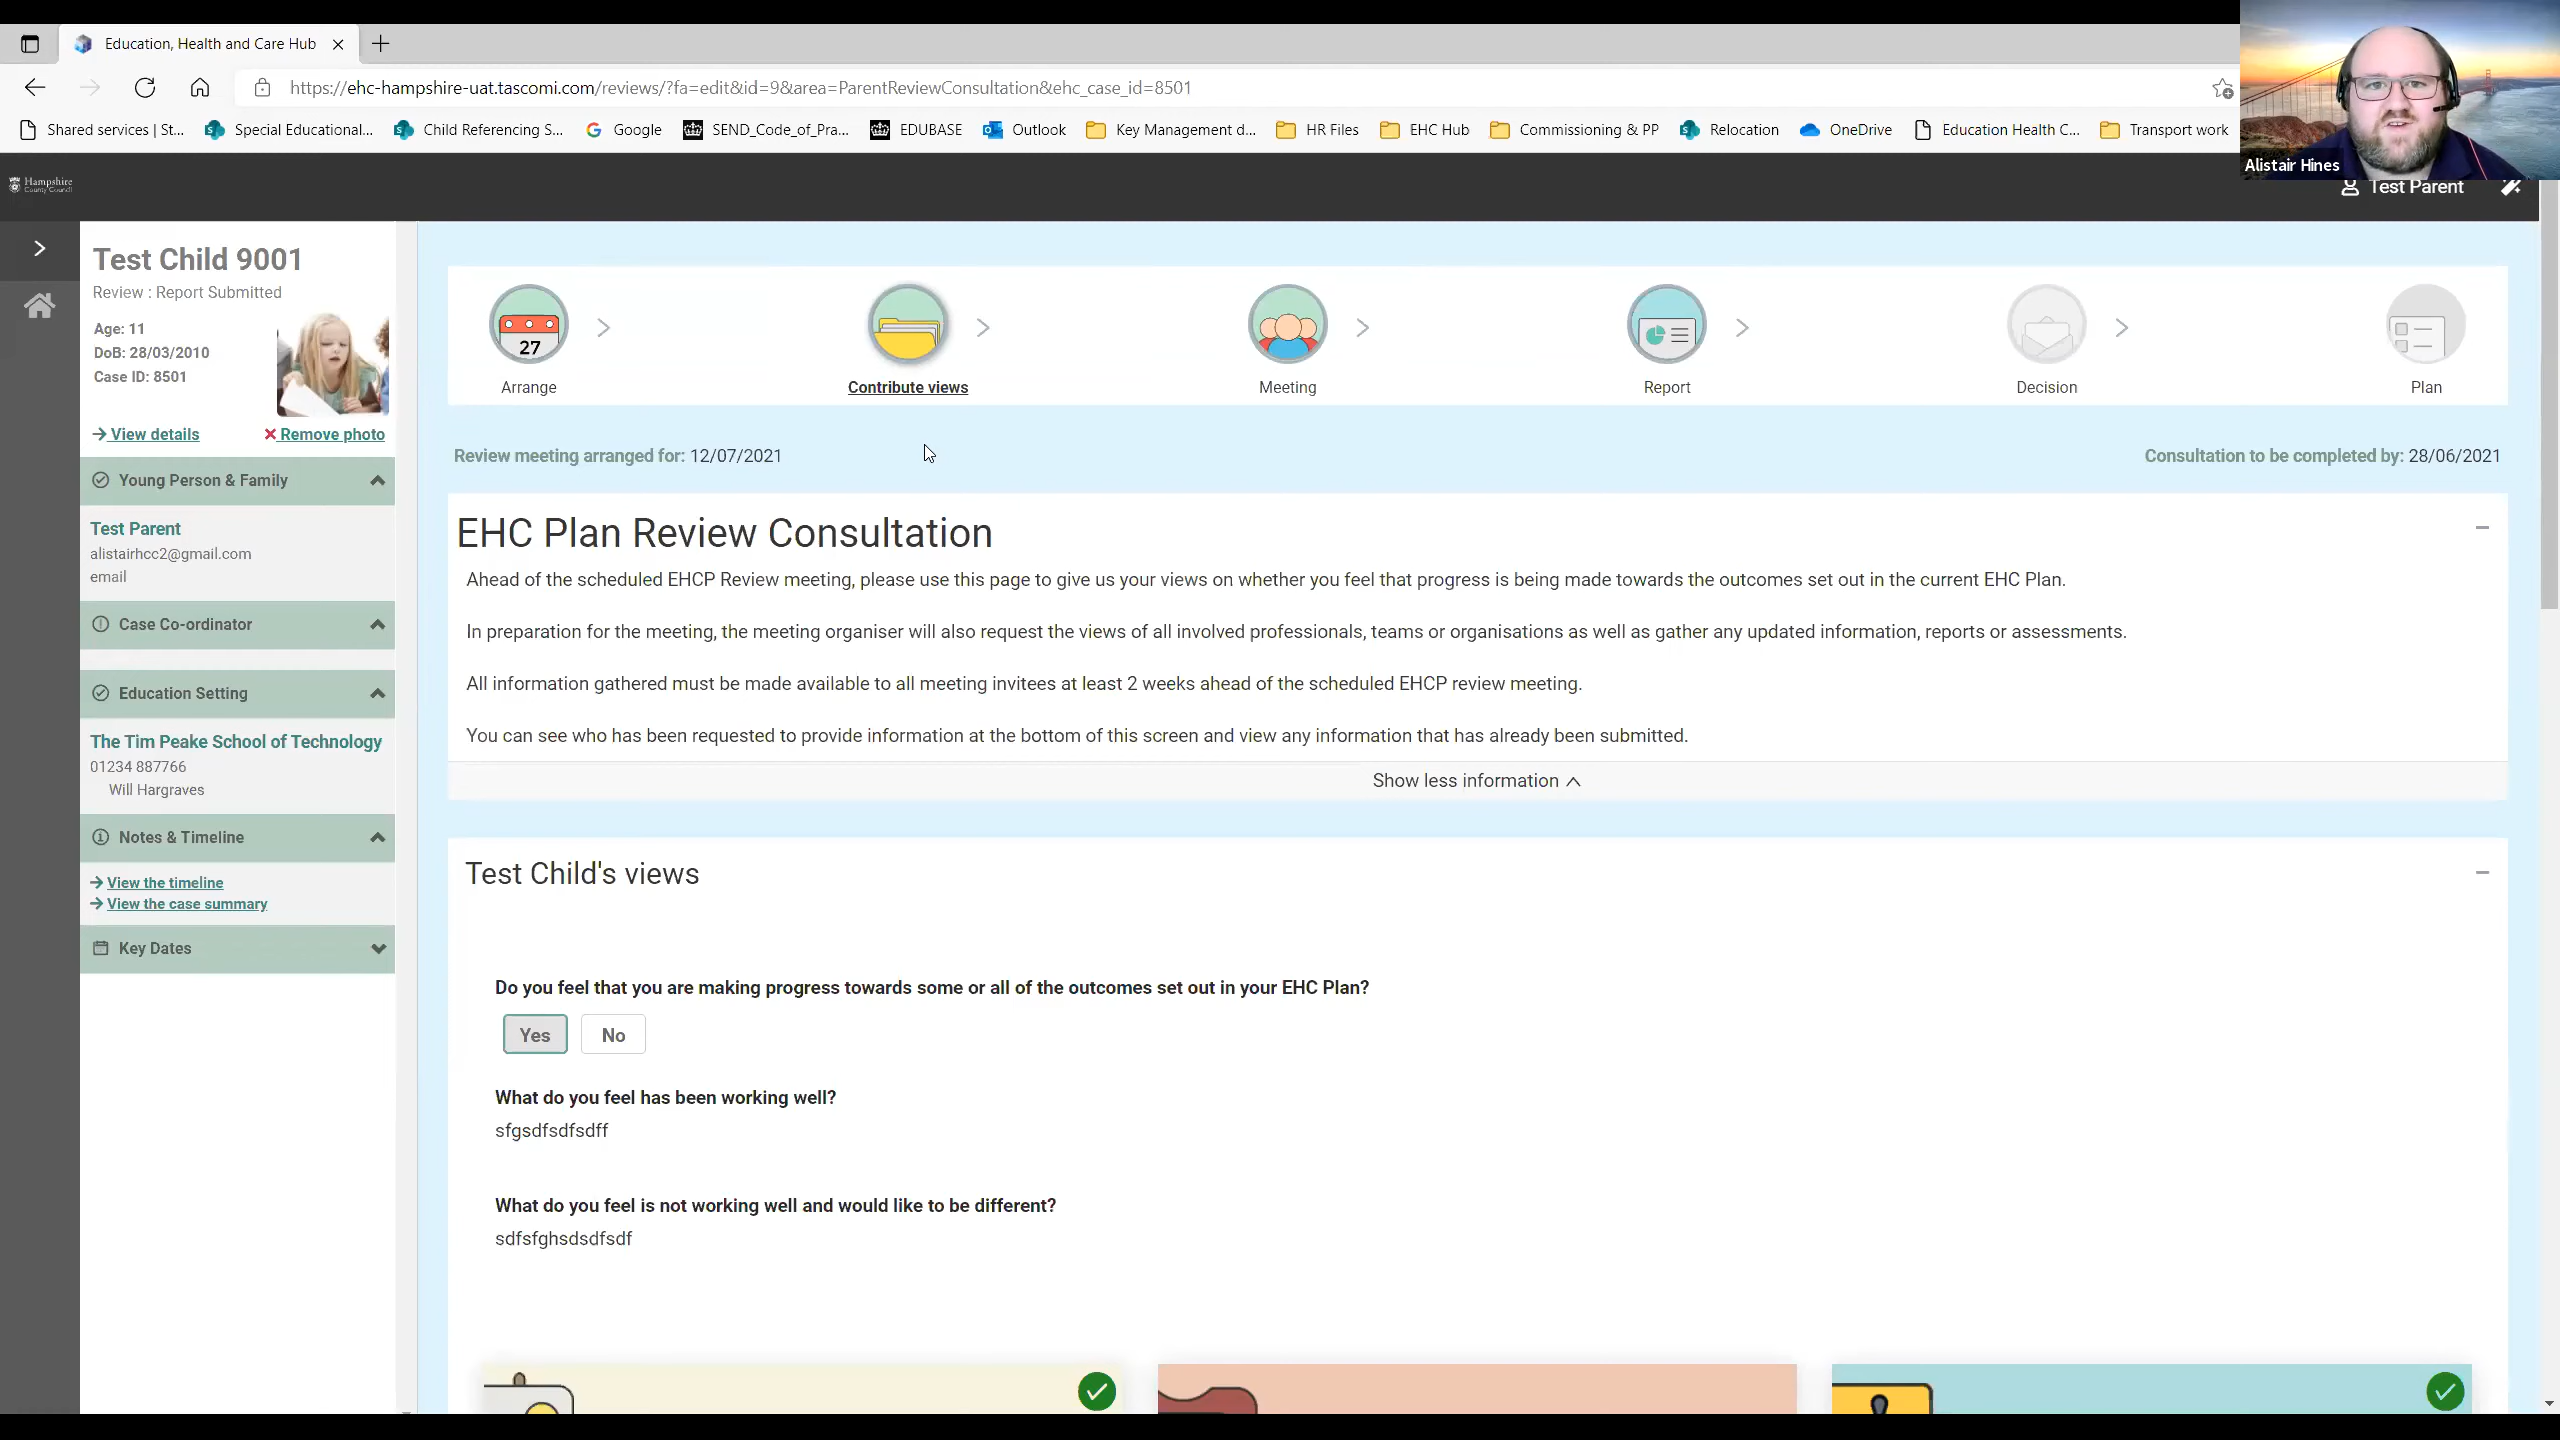 Education, Health and Care Hub
https://ehc-hampshire-uat.tascomi.com/reviews/?fa=edit&id=9&area=ParentReviewConsultation&ehc_case_id=8501
Shared services | St... Special Educational... Child Referencing S... Google SEND_Code_of_Pra... EDUBASE Outlook Key Management d... HR Files EHC Hub Commissioning & PP Relocation OneDrive Education Health C... Transport work
Alistair Hines
Hampshire
County Council
Test Parent
Test Child 9001
Review : Report Submitted
Age: 11
DoB: 28/03/2010
Case ID: 8501
View details Remove photo
Young Person & Family
Test Parent
alistairhcc2@gmail.com
email
Case Co-ordinator
Education Setting
The Tim Peake School of Technology
01234 887766
Will Hargraves
Notes & Timeline
View the timeline
View the case summary
Key Dates
27
Arrange Contribute views Meeting Report Decision Plan
Review meeting arranged for: 12/07/2021 Consultation to be completed by: 28/06/2021
EHC Plan Review Consultation
Ahead of the scheduled EHCP Review meeting, please use this page to give us your views on whether you feel that progress is being made towards the outcomes set out in the current EHC Plan.
In preparation for the meeting, the meeting organiser will also request the views of all involved professionals, teams or organisations as well as gather any updated information, reports or assessments.
All information gathered must be made available to all meeting invitees at least 2 weeks ahead of the scheduled EHCP review meeting.
You can see who has been requested to provide information at the bottom of this screen and view any information that has already been submitted.
Show less information
Test Child's views
Do you feel that you are making progress towards some or all of the outcomes set out in your EHC Plan?
Yes No
What do you feel has been working well?
sfgsdfsdfsdff
What do you feel is not working well and would like to be different?
sdfsfghsdsdfsdf